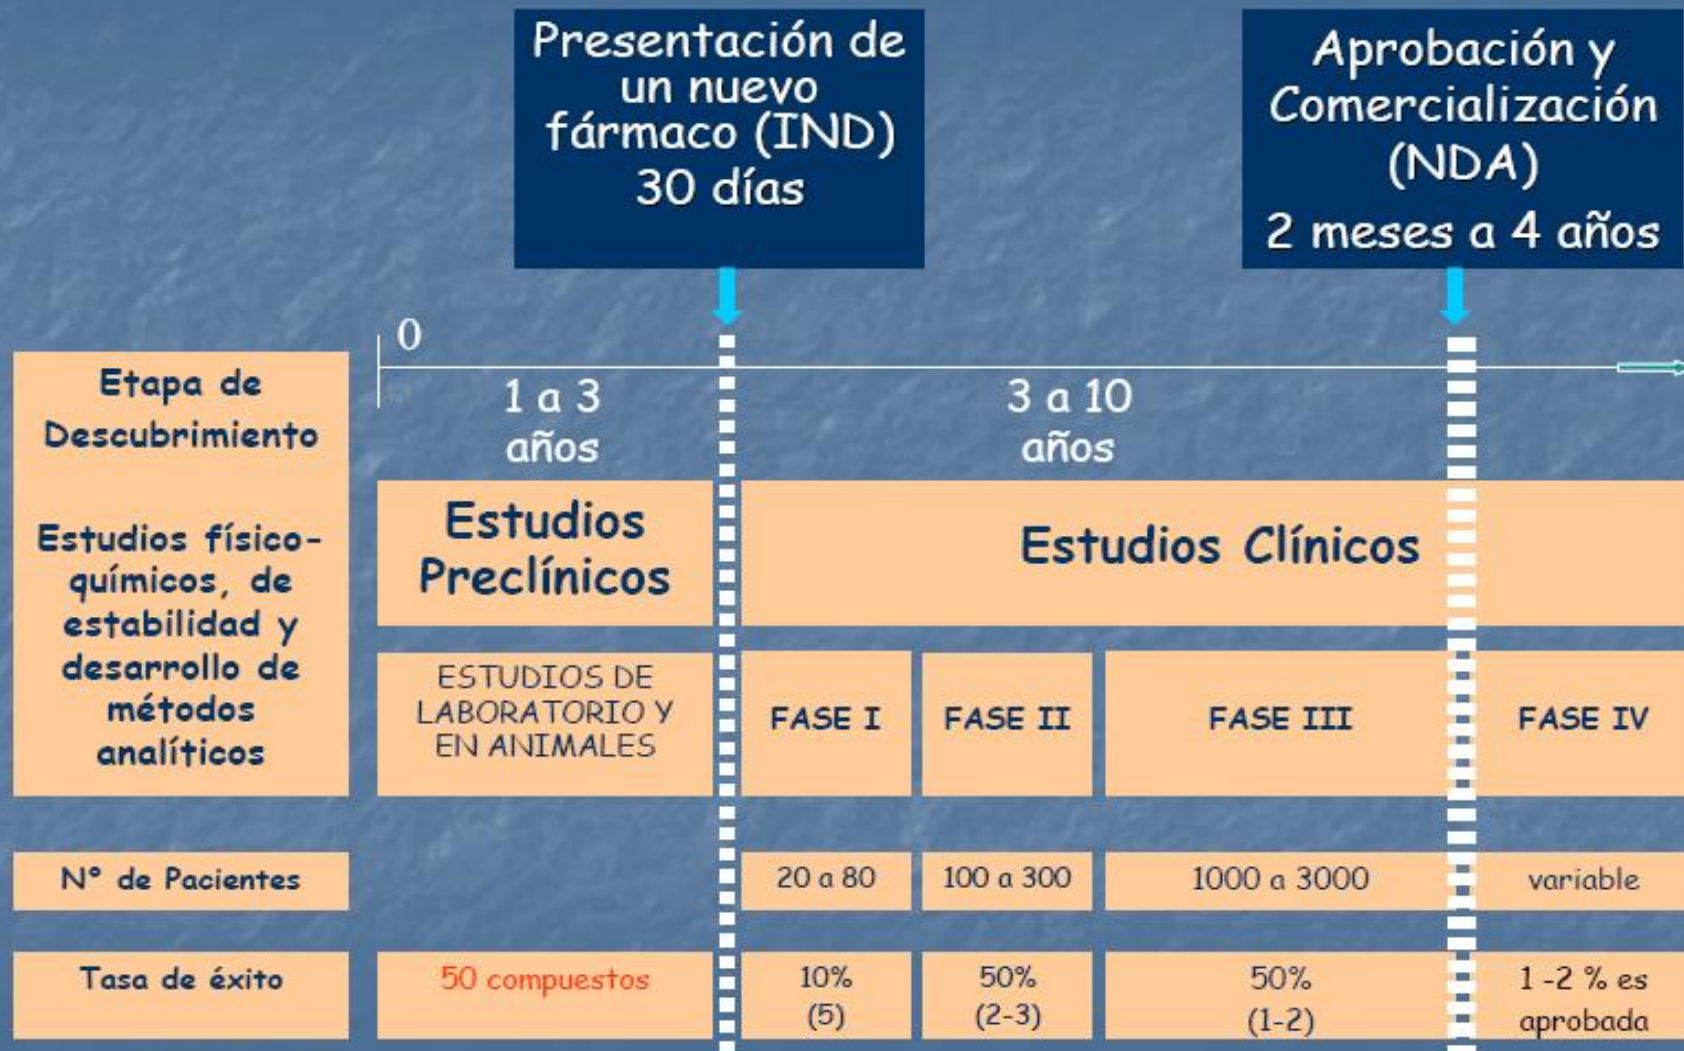 Presentación de
un nuevo
fármaco (IND)
30 días
Aprobación y
Comercialización
(NDA)
2 meses a 4 años
0
1 a 3
años
3 a 10
años
Etapa de
Descubrimiento
Estudios físico-
químicos, de
estabilidad y
desarrollo de
métodos
analíticos
Estudios
Preclínicos
Estudios Clínicos
ESTUDIOS DE
LABORATORIO Y
EN ANIMALES
FASE I
FASE II
FASE III
FASE IV
N° de Pacientes
20 a 80
100 a 300
1000 a 3000
variable
Tasa de éxito
50 compuestos
10%
(5)
50%
(2-3)
50%
(1-2)
1 -2 % es
aprobada